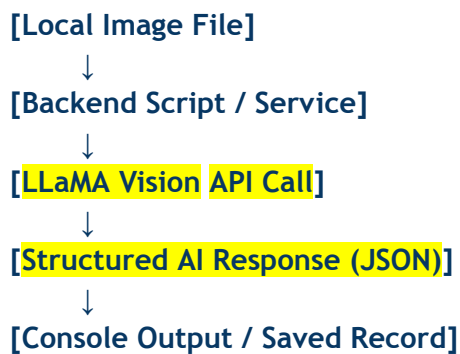 [Local Image File]
↓
[Backend Script / Service]
↓
[LLaMA Vision API Call]
↓
[Structured AI Response (JSON)]
↓
[Console Output / Saved Record]